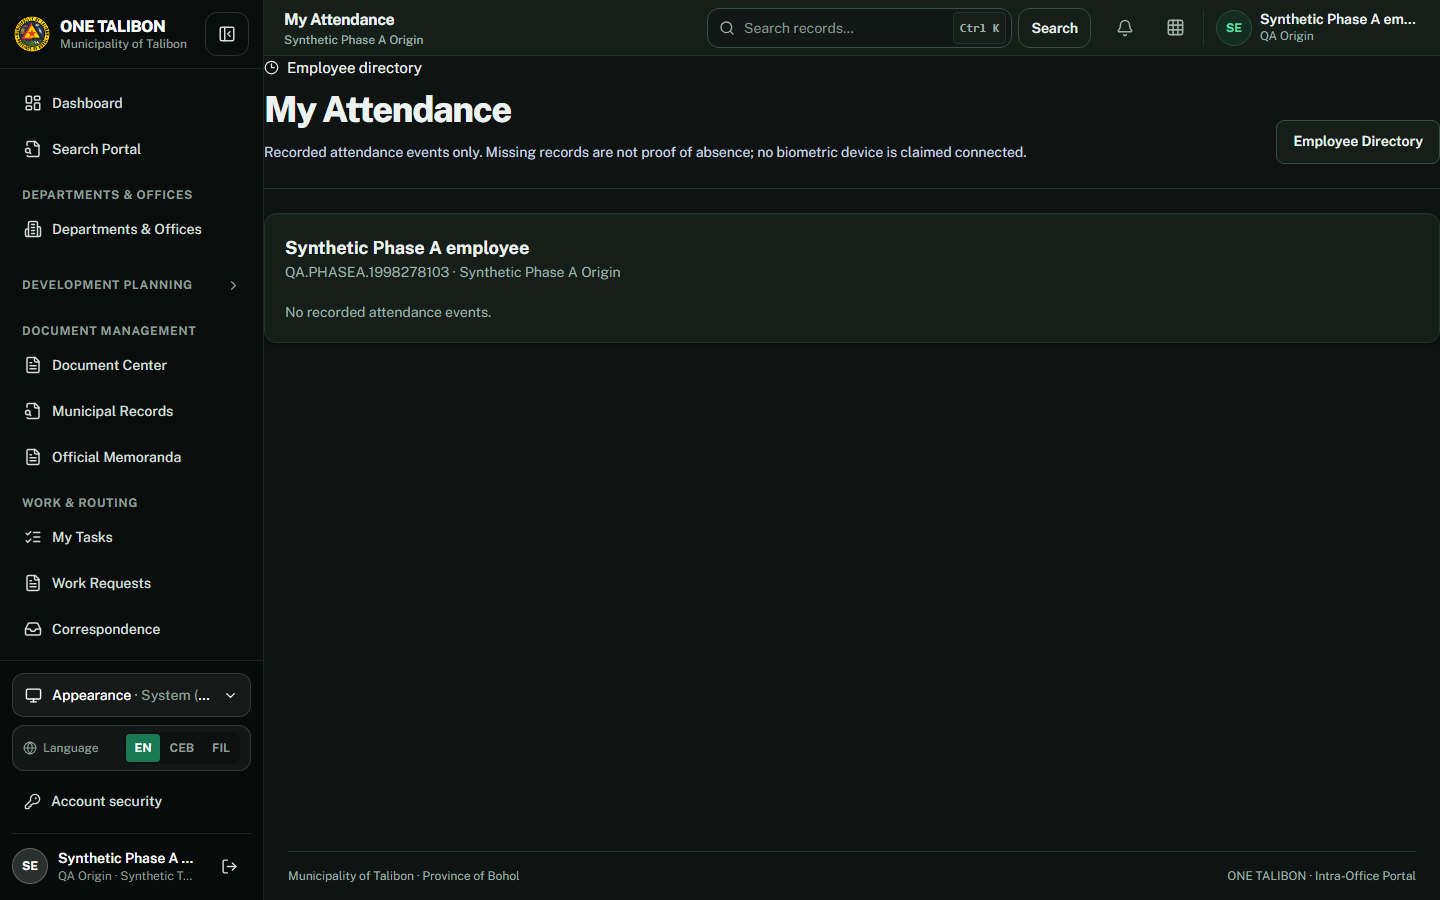 ONE TALIBON
Municipality of Talibon
Dashboard
Search Portal
DEPARTMENTS & OFFICES
Departments & Offices
DEVELOPMENT PLANNING
DOCUMENT MANAGEMENT
Document Center
Municipal Records
Official Memoranda
WORK & ROUTING
My Tasks
Work Requests
Correspondence
Appearance · System (...
Language EN CEB FIL
Account security
SE Synthetic Phase A ...
QA Origin · Synthetic T...
My Attendance
Synthetic Phase A Origin
Search records... Ctrl K Search
SE Synthetic Phase A em...
QA Origin
Employee directory
My Attendance
Recorded attendance events only. Missing records are not proof of absence; no biometric device is claimed connected.
Employee Directory
Synthetic Phase A employee
QA.PHASEA.1998278103 · Synthetic Phase A Origin
No recorded attendance events.
Municipality of Talibon · Province of Bohol
ONE TALIBON · Intra-Office Portal